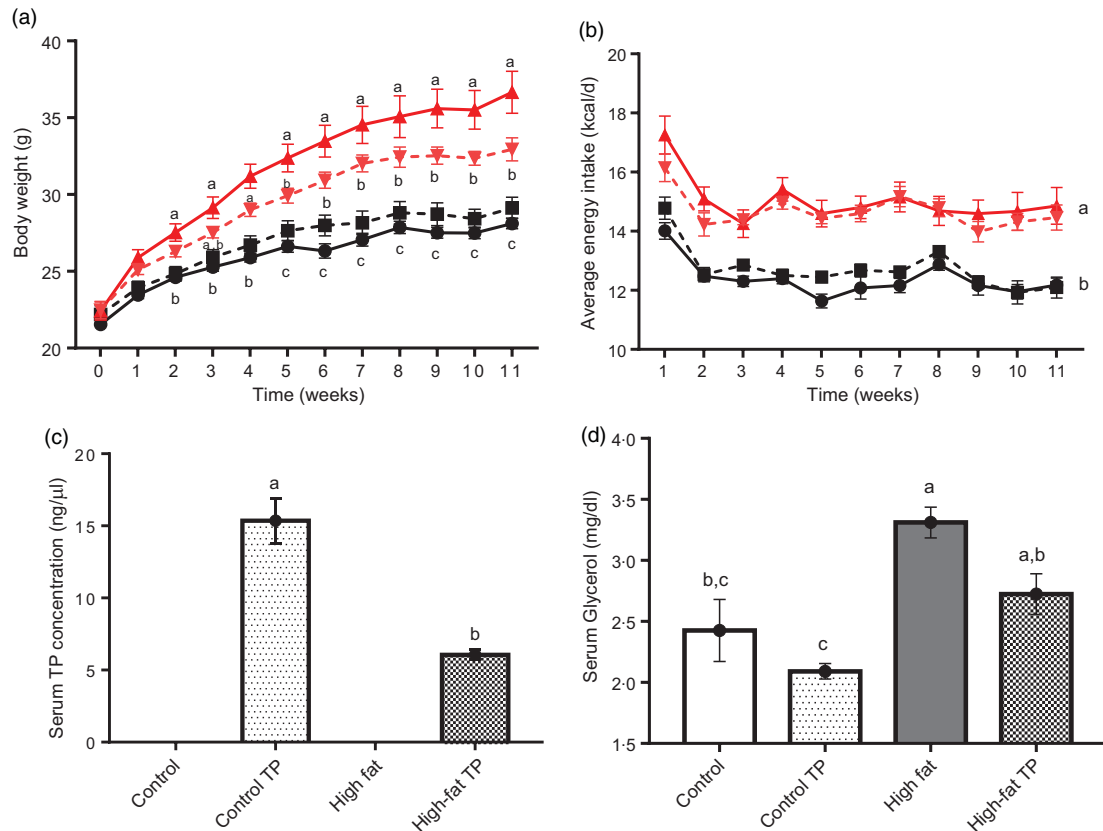 (a)
Body weight (g)
40
35
30
25
20
a a a a a a a a a
a b b b b b b b
a,b
b
b b b c c c c c
0 1 2 3 4 5 6 7 8 9 10 11
Time (weeks)
(b)
Average energy intake (kcal/d)
20
18
16
14
12
10
a
b
1 2 3 4 5 6 7 8 9 10 11
Time (weeks)
(c)
Serum TP concentration (ng/μl)
20
15
10
5
0
a
b
Control
Control TP
High fat
High-fat TP
(d)
Serum Glycerol (mg/dl)
4·0
3·5
3·0
2·5
2·0
1·5
b,c
c
a
a,b
Control
Control TP
High fat
High-fat TP